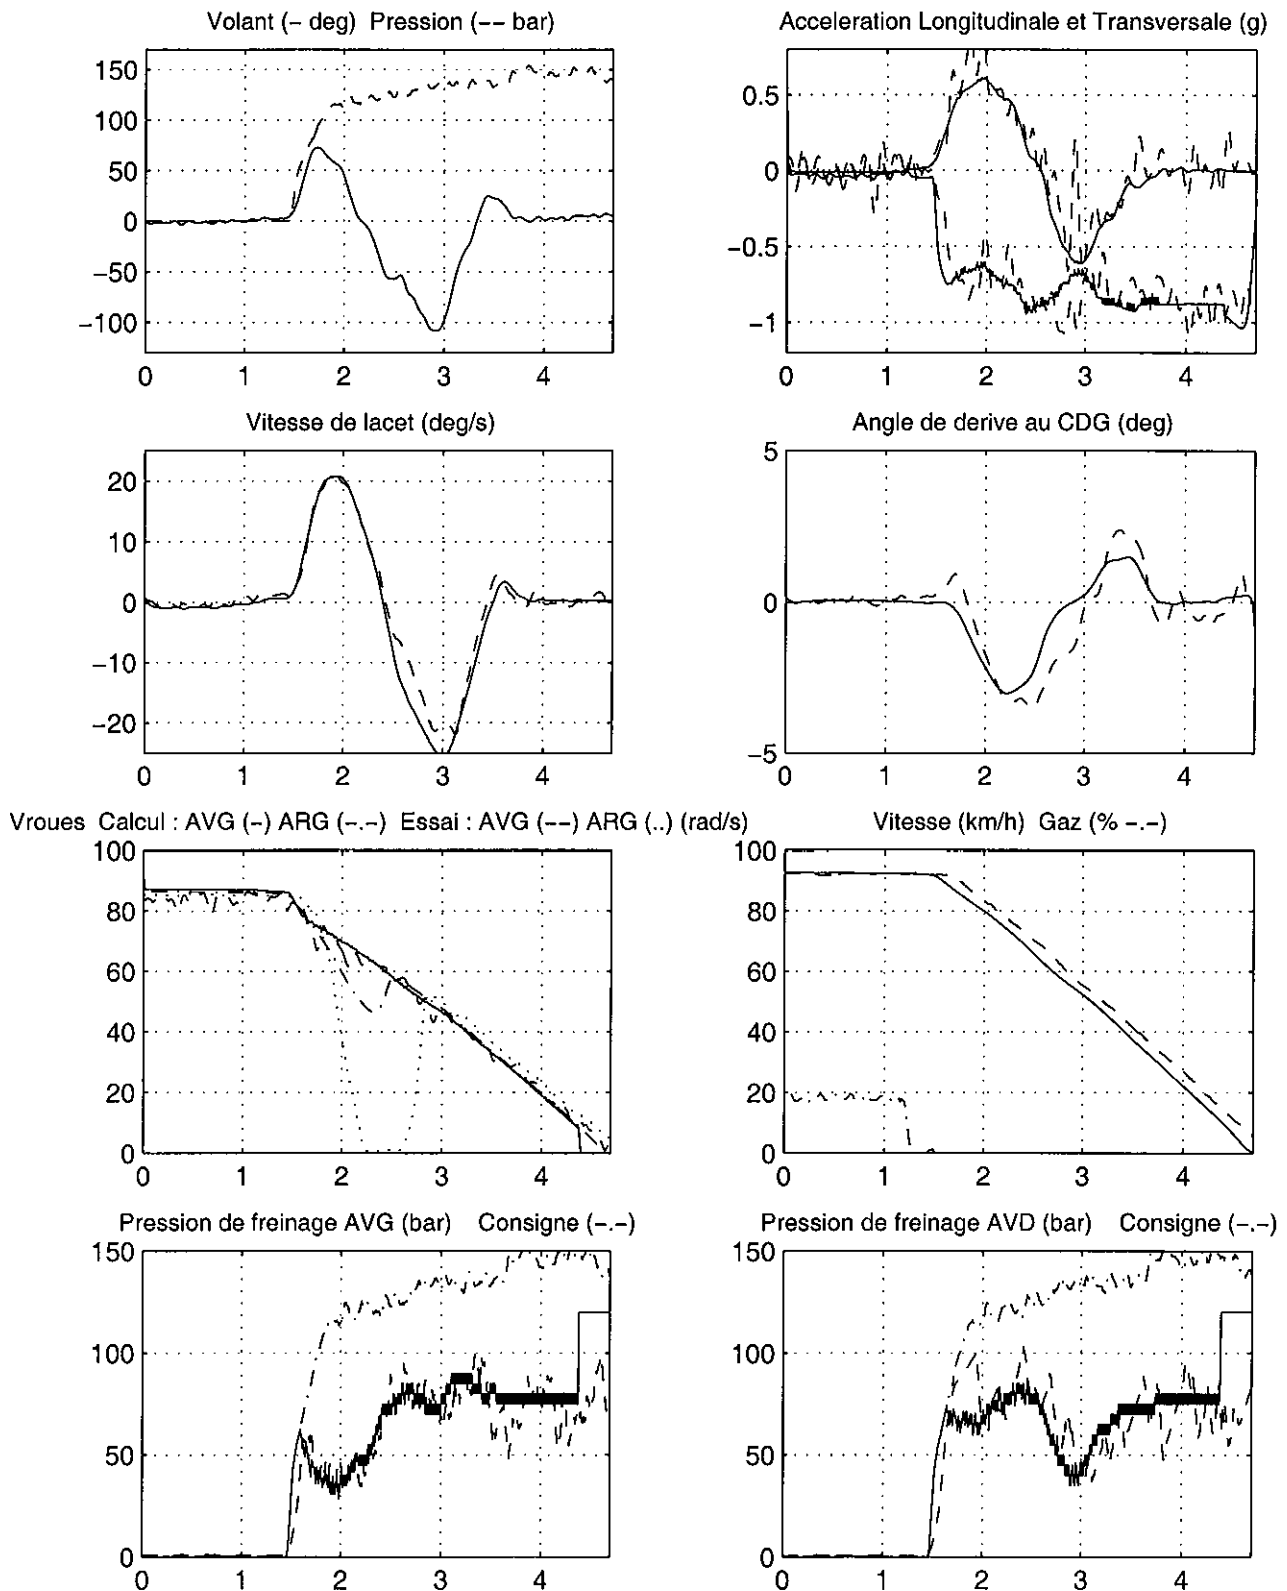 Volant (– deg) Pression (–– bar)
150
100
50
0
−50
−100
0 1 2 3 4
Acceleration Longitudinale et Transversale (g)
0.5
0
−0.5
−1
0 1 2 3 4
Vitesse de lacet (deg/s)
20
10
0
−10
−20
0 1 2 3 4
Angle de derive au CDG (deg)
5
0
−5
0 1 2 3 4
Vroues Calcul : AVG (–) ARG (–.–) Essai : AVG (––) ARG (..) (rad/s)
100
80
60
40
20
0
0 1 2 3 4
Vitesse (km/h) Gaz (% –.–)
100
80
60
40
20
0
0 1 2 3 4
Pression de freinage AVG (bar) Consigne (–.–)
150
100
50
0
0 1 2 3 4
Pression de freinage AVD (bar) Consigne (–.–)
150
100
50
0
0 1 2 3 4